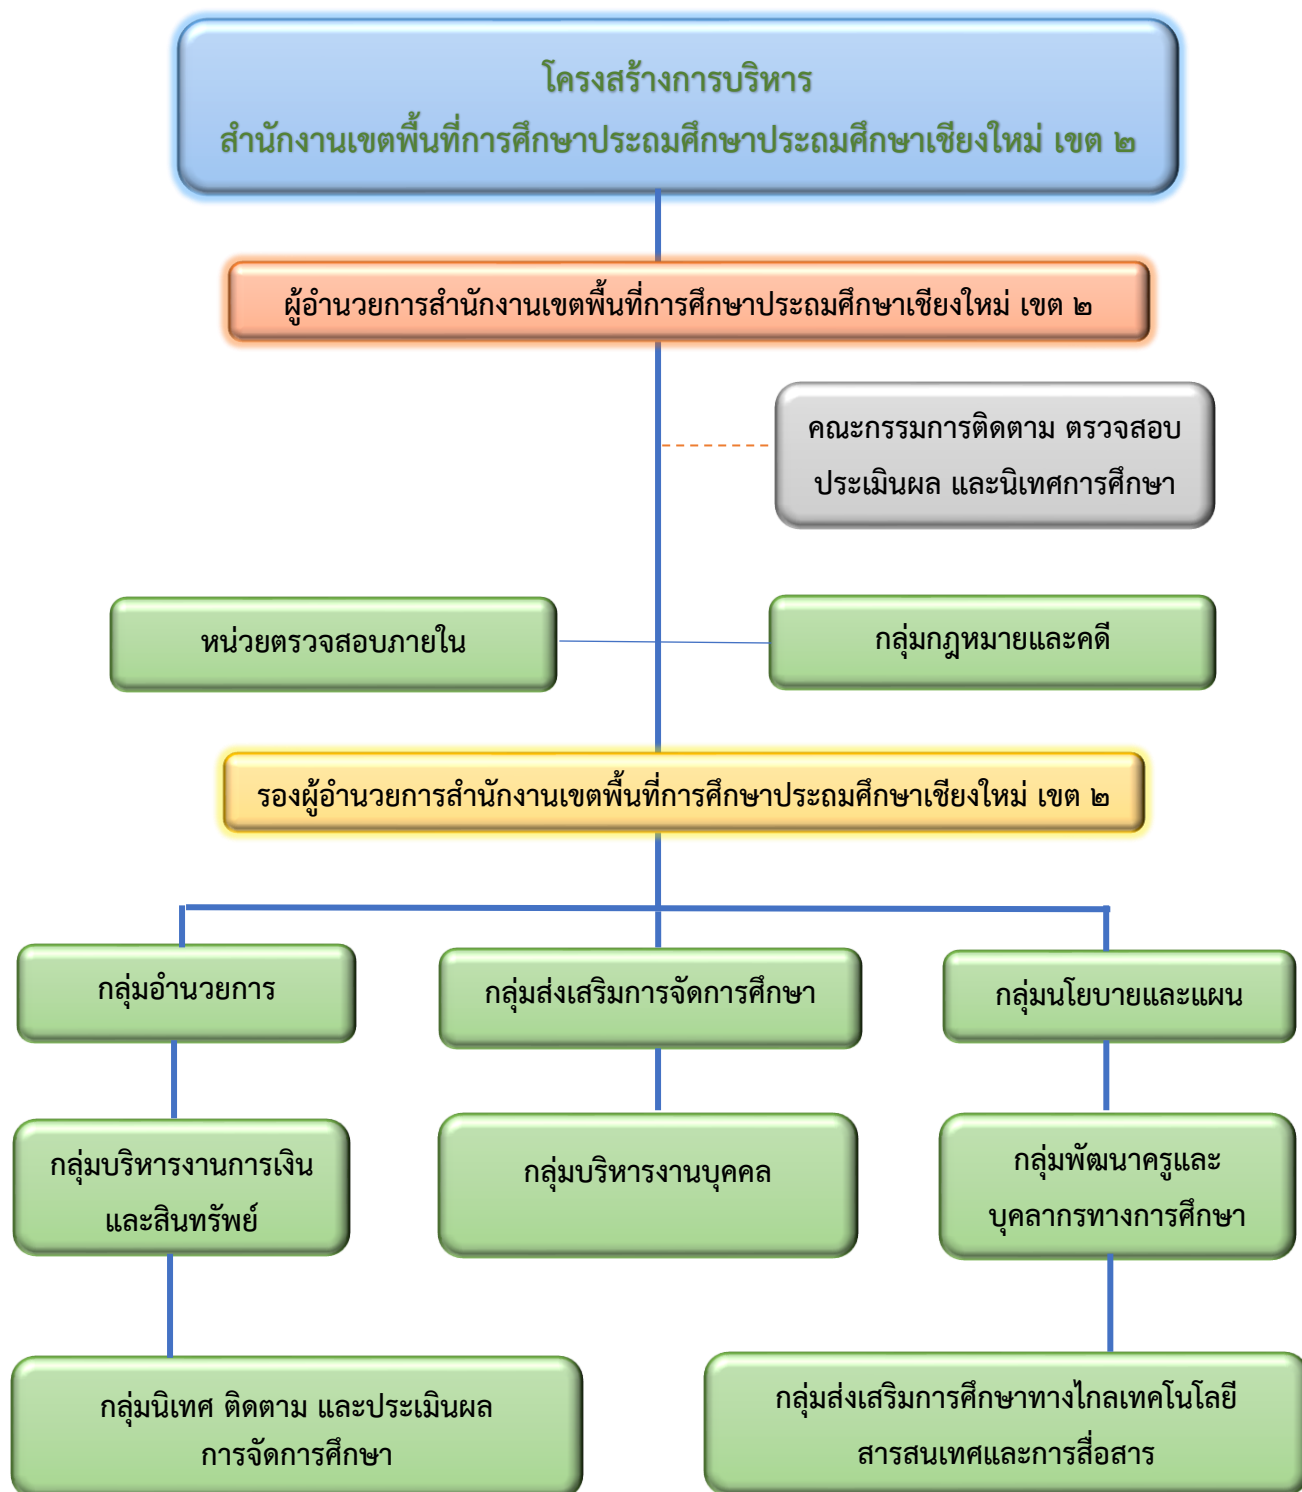 โครงสร้างการบริหาร
สำนักงานเขตพื้นที่การศึกษาประถมศึกษาประถมศึกษาเชียงใหม่ เขต ๒
ผู้อำนวยการสำนักงานเขตพื้นที่การศึกษาประถมศึกษาเชียงใหม่ เขต ๒
คณะกรรมการติดตาม ตรวจสอบ
ประเมินผล และนิเทศการศึกษา
หน่วยตรวจสอบภายใน
กลุ่มกฎหมายและคดี
รองผู้อำนวยการสำนักงานเขตพื้นที่การศึกษาประถมศึกษาเชียงใหม่ เขต ๒
กลุ่มอำนวยการ
กลุ่มส่งเสริมการจัดการศึกษา
กลุ่มนโยบายและแผน
กลุ่มบริหารงานการเงิน
และสินทรัพย์
กลุ่มบริหารงานบุคคล
กลุ่มพัฒนาครูและ
บุคลากรทางการศึกษา
กลุ่มนิเทศ ติดตาม และประเมินผล
การจัดการศึกษา
กลุ่มส่งเสริมการศึกษาทางไกลเทคโนโลยี
สารสนเทศและการสื่อสาร